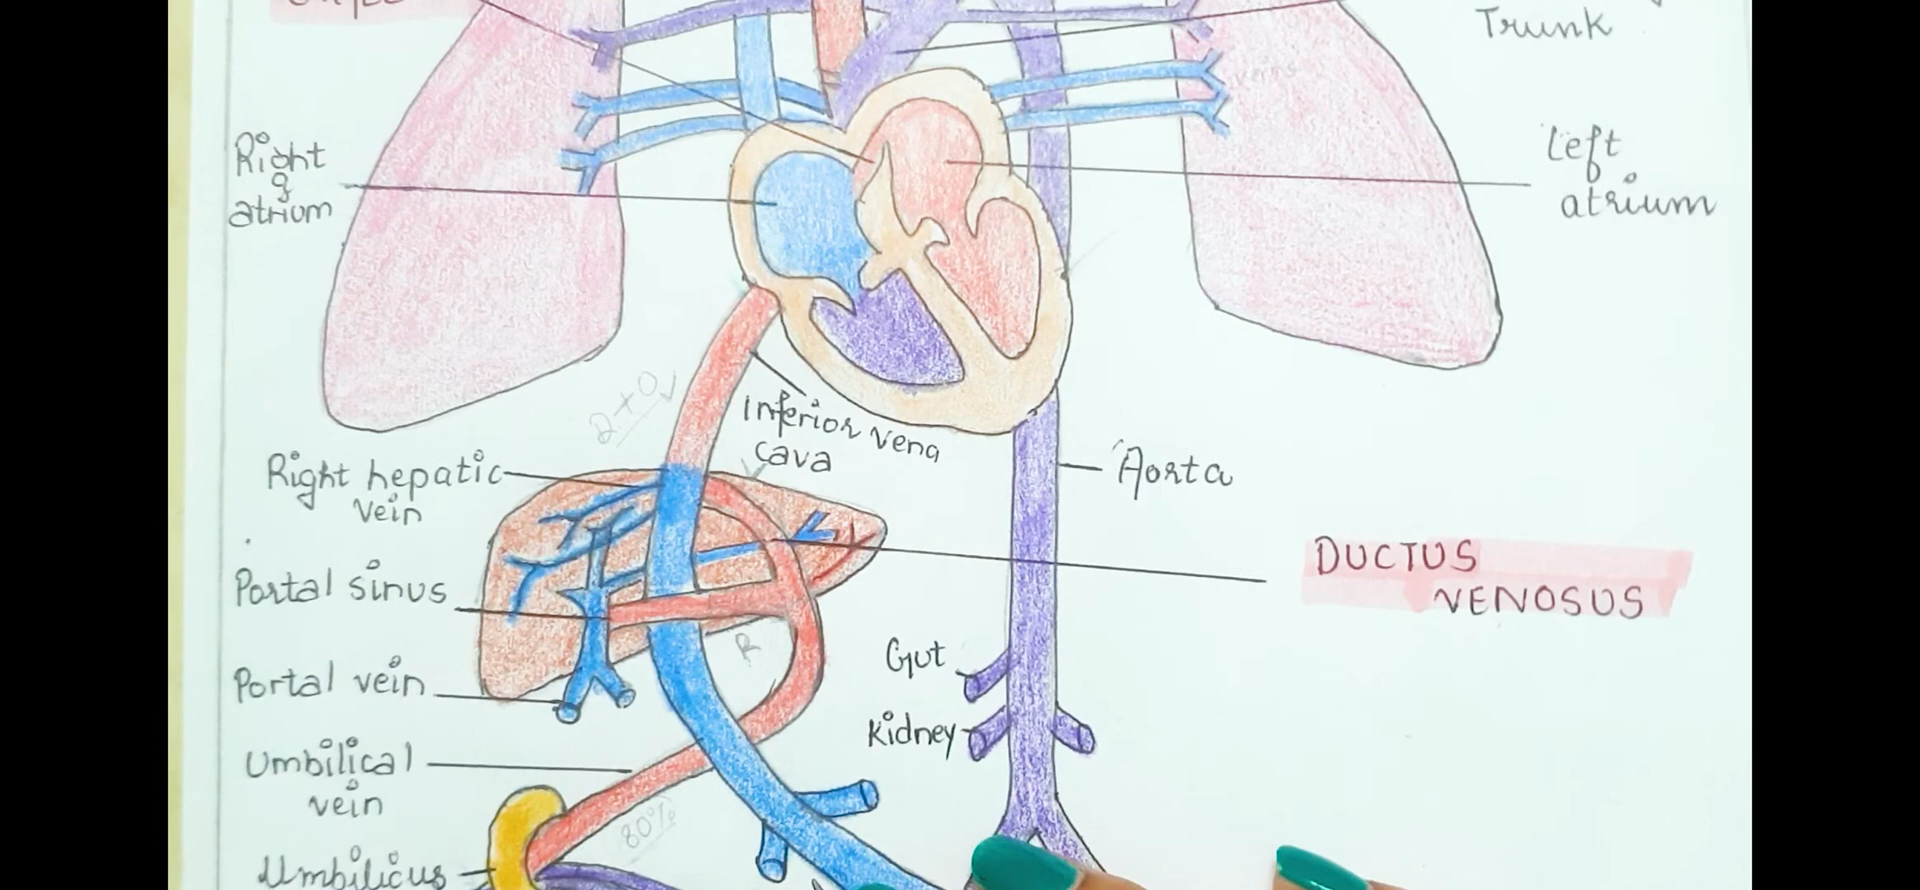 Trunk
Right
atrium
Left
atrium
D+O
Inferior vena
cava
Right hepatic
vein
Aorta
DUCTUS
VENOSUS
Portal sinus
R
Gut
Portal vein
Kidney
Umbilical
vein
80%
Umbilicus